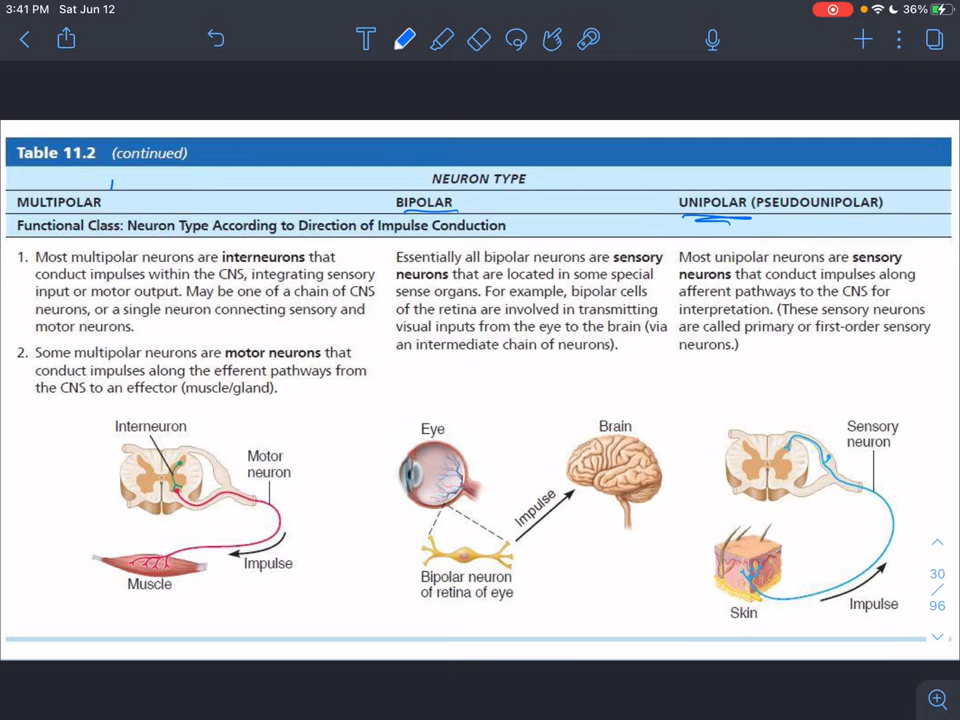 3:41 PM Sat Jun 12
36%
Table 11.2 (continued)
NEURON TYPE
MULTIPOLAR BIPOLAR UNIPOLAR (PSEUDOUNIPOLAR)
Functional Class: Neuron Type According to Direction of Impulse Conduction
1. Most multipolar neurons are interneurons that
conduct impulses within the CNS, integrating sensory
input or motor output. May be one of a chain of CNS
neurons, or a single neuron connecting sensory and
motor neurons.
2. Some multipolar neurons are motor neurons that
conduct impulses along the efferent pathways from
the CNS to an effector (muscle/gland).
Essentially all bipolar neurons are sensory
neurons that are located in some special
sense organs. For example, bipolar cells
of the retina are involved in transmitting
visual inputs from the eye to the brain (via
an intermediate chain of neurons).
Most unipolar neurons are sensory
neurons that conduct impulses along
afferent pathways to the CNS for
interpretation. (These sensory neurons
are called primary or first-order sensory
neurons.)
Interneuron
Motor
neuron
Impulse
Muscle
Eye
Brain
Impulse
Bipolar neuron
of retina of eye
Sensory
neuron
Skin
Impulse
30
/
96